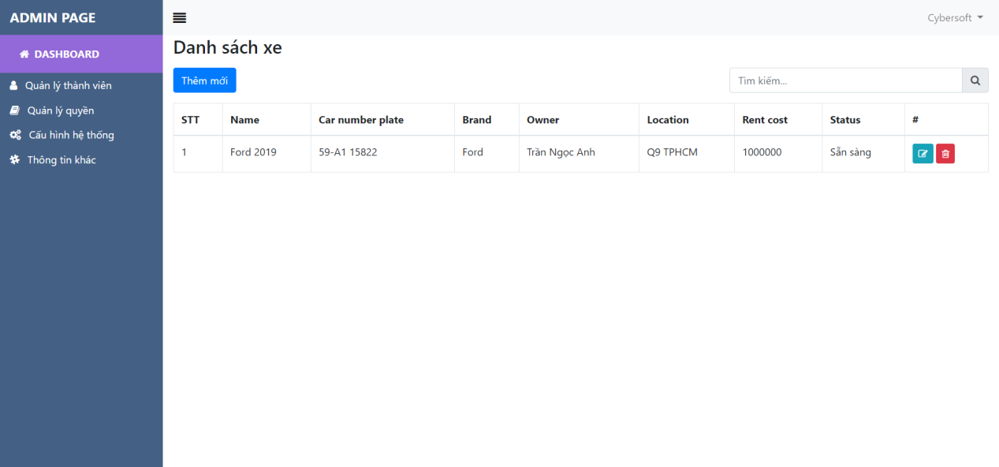 ADMIN PAGE
Cybersoft
DASHBOARD
Quản lý thành viên
Quản lý quyền
Cấu hình hệ thống
Thông tin khác
Danh sách xe
Thêm mới
Tìm kiếm...
STT Name Car number plate Brand Owner Location Rent cost Status #
1 Ford 2019 59-A1 15822 Ford Trần Ngọc Anh Q9 TPHCM 1000000 Sẵn sàng